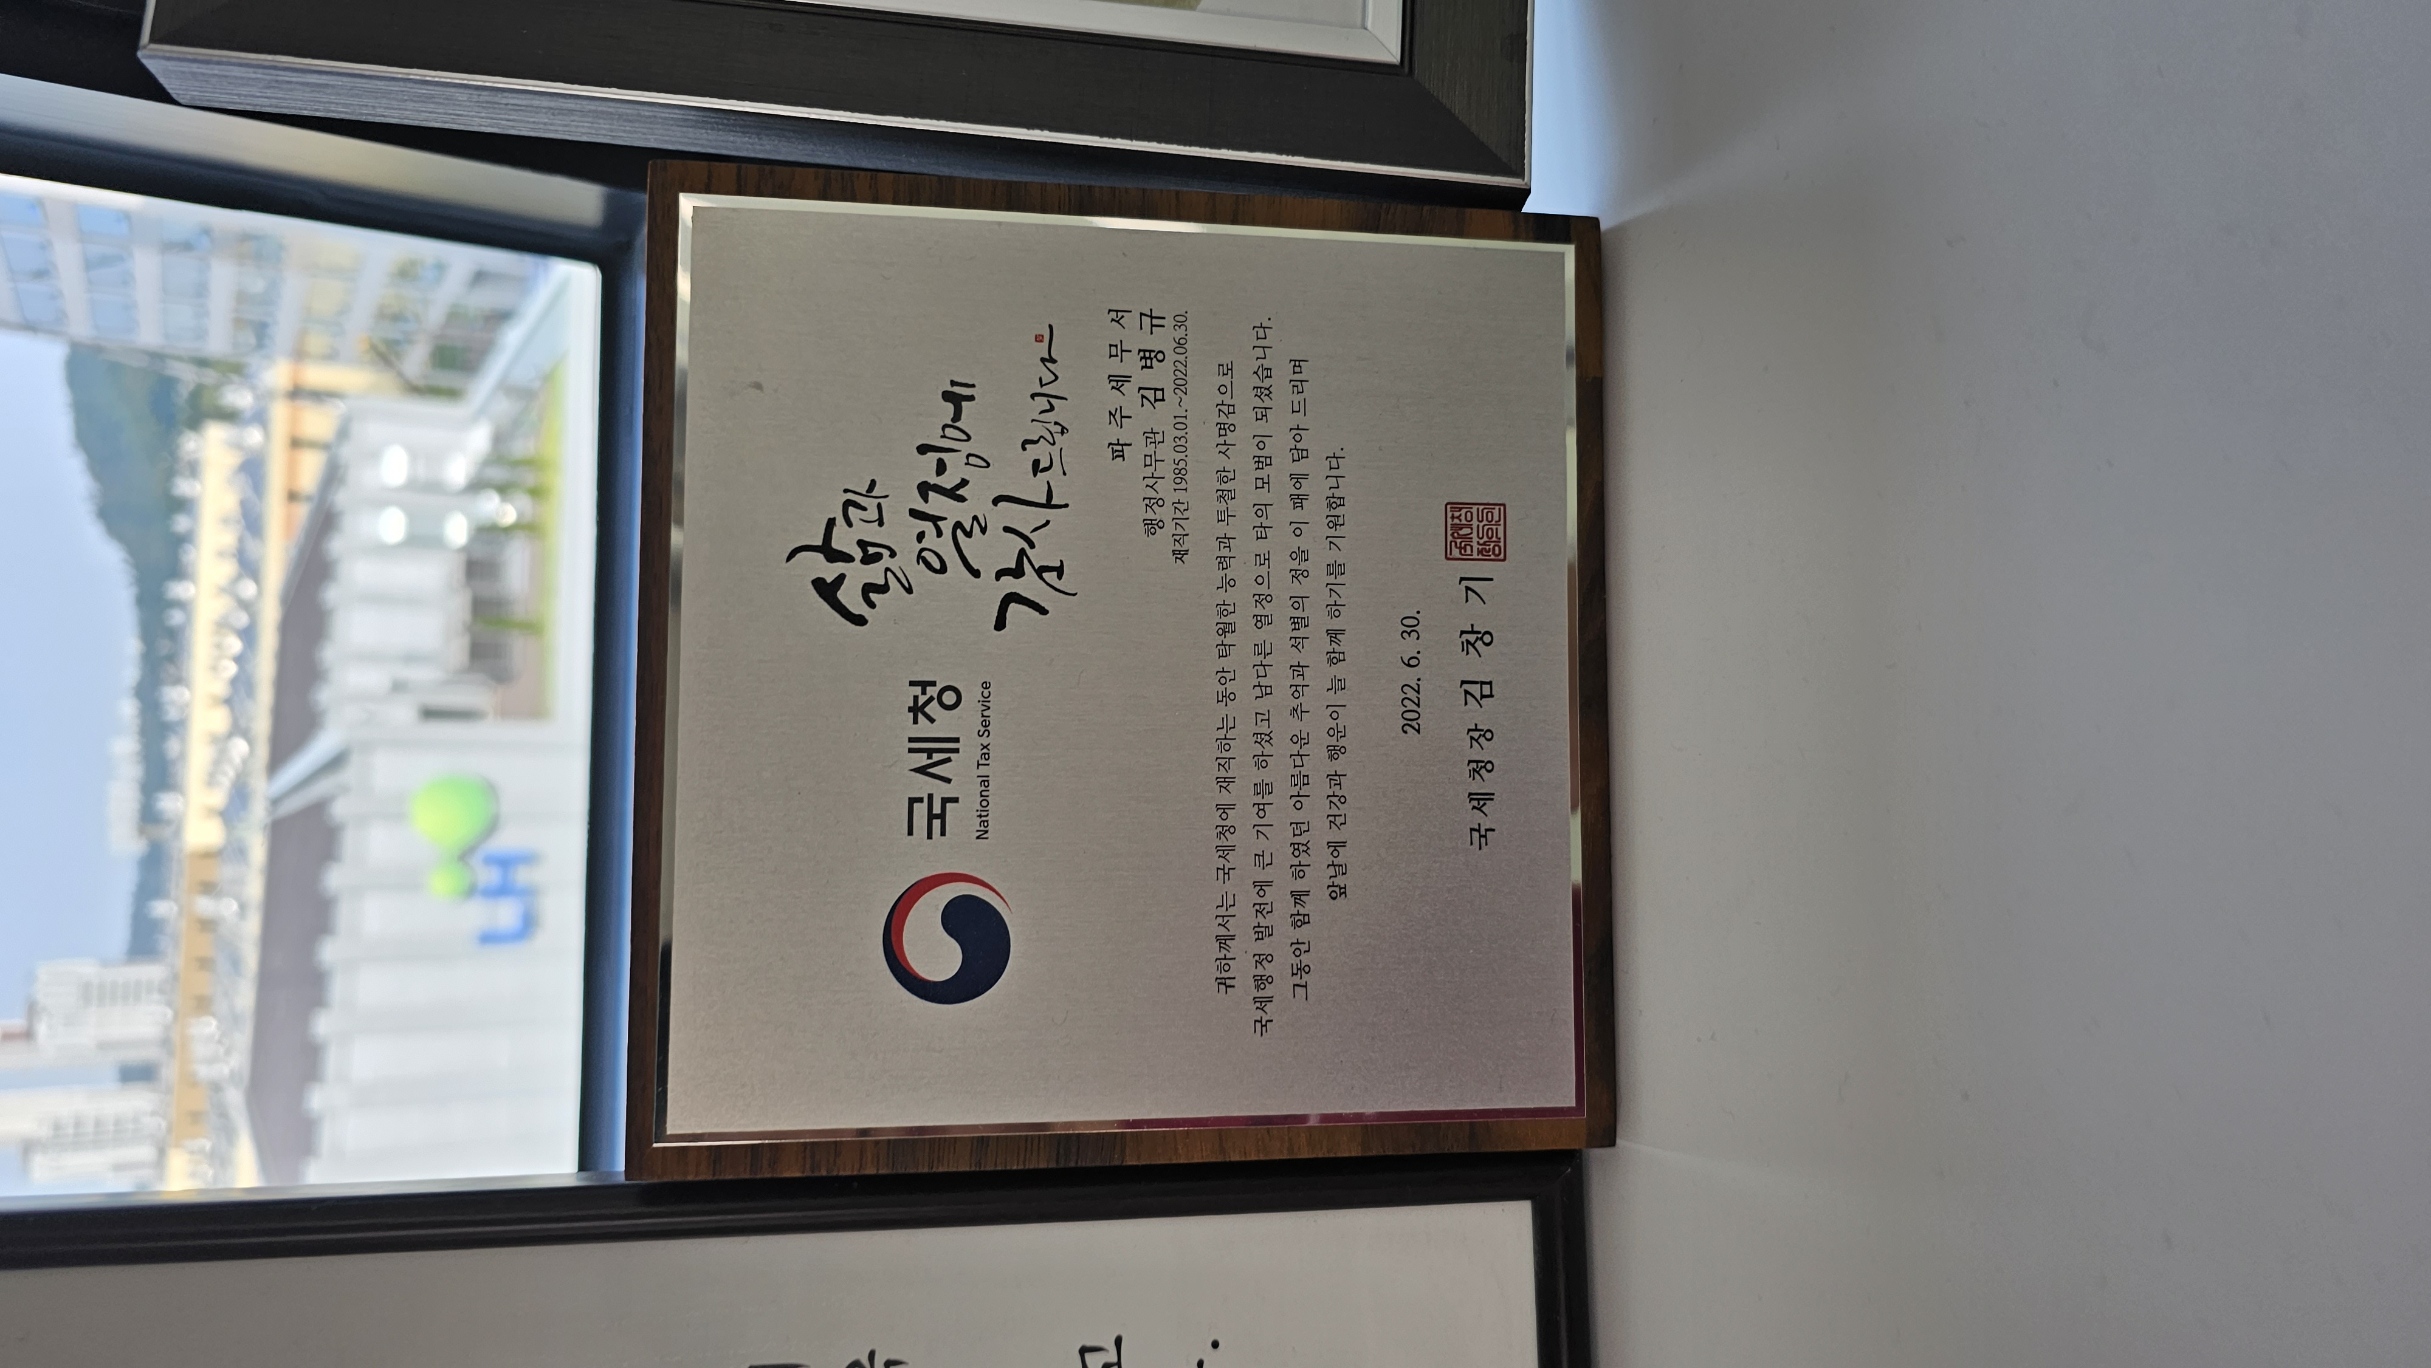 LH
국세청
National Tax Service
삶과
열정에
감사드립니다
파주세무서
행정사무관 김병규
재직기간 1985.03.01.~2022.06.30.
귀하께서는 국세청에 재직하는 동안 탁월한 능력과 투철한 사명감으로
국세행정 발전에 큰 기여를 하셨고 남다른 열정으로 타의 모범이 되셨습니다.
그동안 함께 하였던 아름다운 추억과 석별의 정을 이 패에 담아 드리며
앞날에 건강과 행운이 늘 함께 하기를 기원합니다.
2022. 6. 30.
국세청장 김창기
고